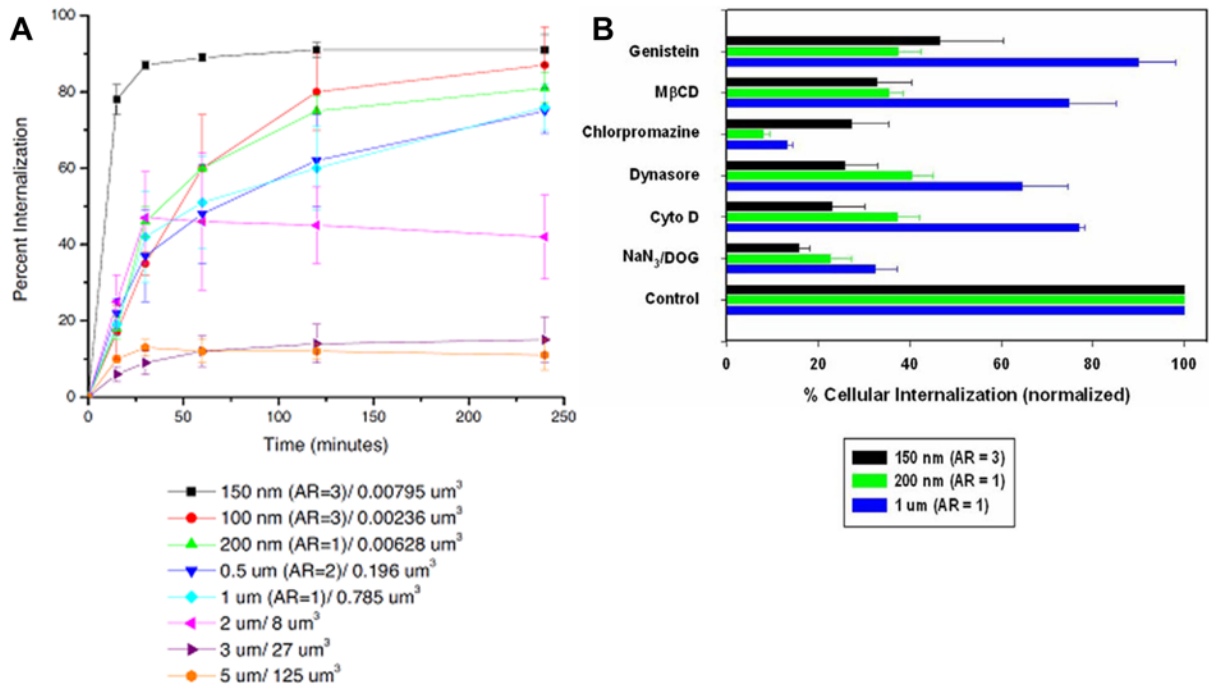 A
100
80
60
40
20
0
Percent Internalization
0 50 100 150 200 250
Time (minutes)
150 nm (AR=3)/ 0.00795 um³
100 nm (AR=3)/ 0.00236 um³
200 nm (AR=1)/ 0.00628 um³
0.5 um (AR=2)/ 0.196 um³
1 um (AR=1)/ 0.785 um³
2 um/ 8 um³
3 um/ 27 um³
5 um/ 125 um³
B
Genistein
MβCD
Chlorpromazine
Dynasore
Cyto D
NaN₃/DOG
Control
0 20 40 60 80 100
% Cellular Internalization (normalized)
150 nm (AR = 3)
200 nm (AR = 1)
1 um (AR = 1)